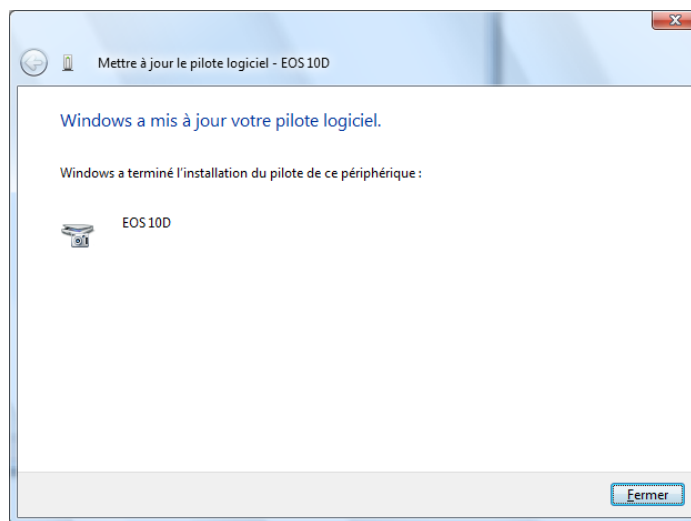 Mettre à jour le pilote logiciel - EOS 10D
Windows a mis à jour votre pilote logiciel.
Windows a terminé l'installation du pilote de ce périphérique :
EOS 10D
Fermer